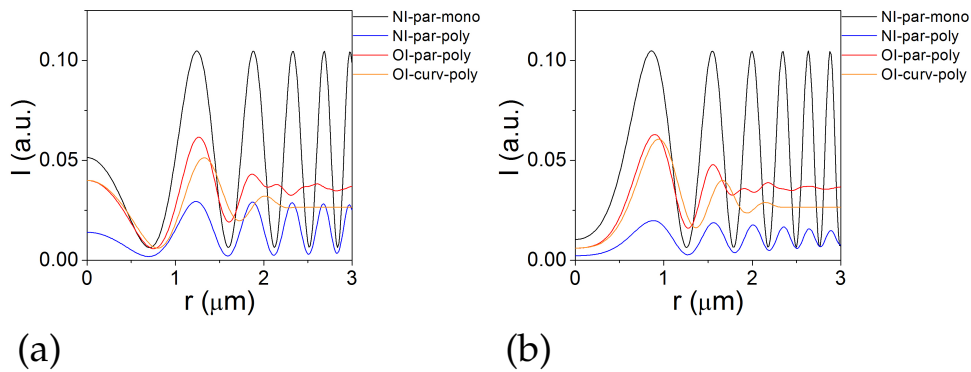 NI-par-mono
NI-par-poly
OI-par-poly
OI-curv-poly
0.10
0.05
0.00
I (a.u.)
0 1 2 3
r (μm)
(a)
NI-par-mono
NI-par-poly
OI-par-poly
OI-curv-poly
0.10
0.05
0.00
I (a.u.)
0 1 2 3
r (μm)
(b)